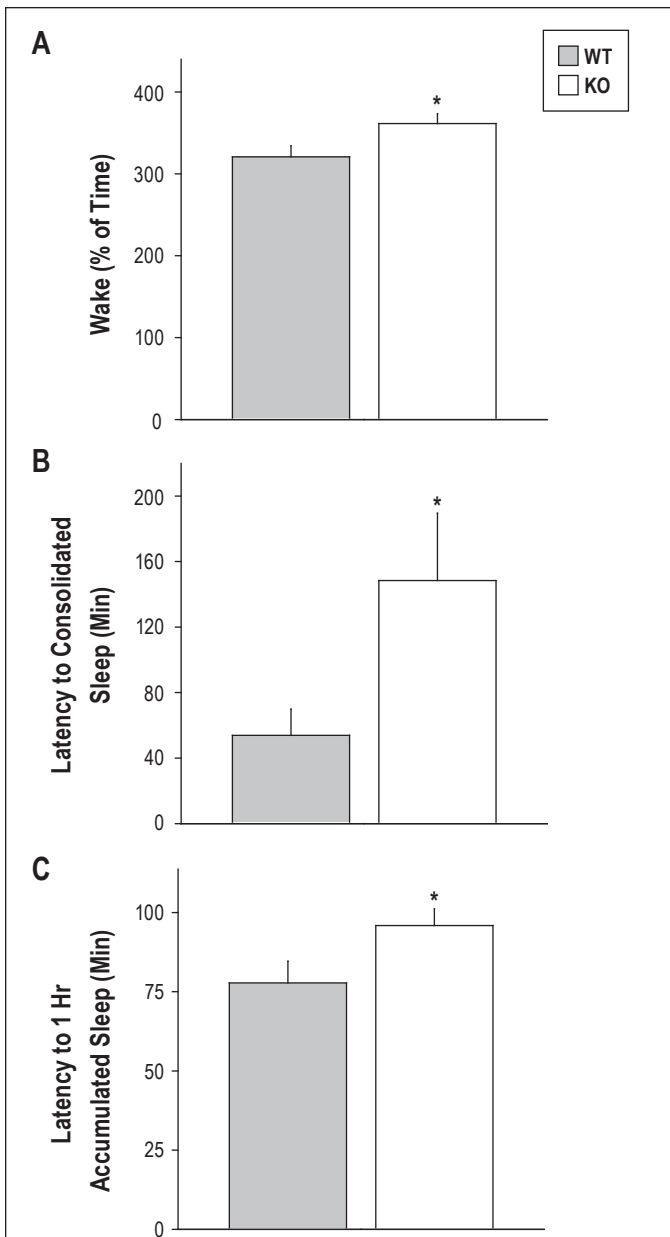 A
WT
KO
400
300
200
100
0
*
Wake (% of Time)
B
200
160
120
80
40
0
*
Latency to Consolidated
Sleep (Min)
C
100
75
50
25
0
*
Latency to 1 Hr
Accumulated Sleep (Min)